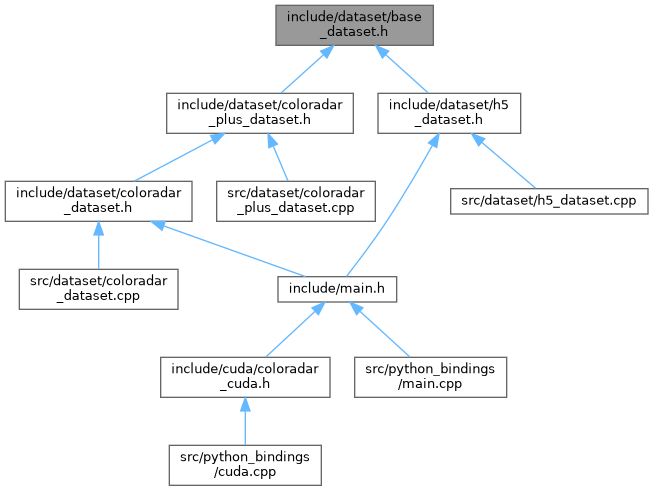 include/dataset/base
_dataset.h
include/dataset/coloradar
_plus_dataset.h
include/dataset/h5
_dataset.h
include/dataset/coloradar
_dataset.h
src/dataset/coloradar
_plus_dataset.cpp
src/dataset/h5_dataset.cpp
src/dataset/coloradar
_dataset.cpp
include/main.h
include/cuda/coloradar
_cuda.h
src/python_bindings
/main.cpp
src/python_bindings
/cuda.cpp